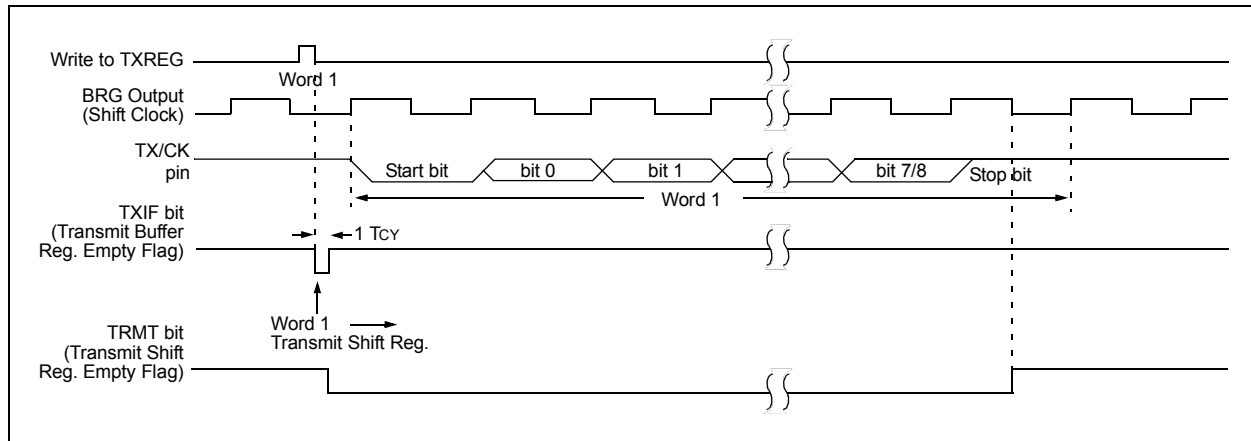 Write to TXREG
Word 1
BRG Output
(Shift Clock)
TX/CK
pin
Start bit
bit 0
bit 1
bit 7/8
Stop bit
Word 1
TXIF bit
(Transmit Buffer
Reg. Empty Flag)
1 TCY
Word 1
Transmit Shift Reg.
TRMT bit
(Transmit Shift
Reg. Empty Flag)